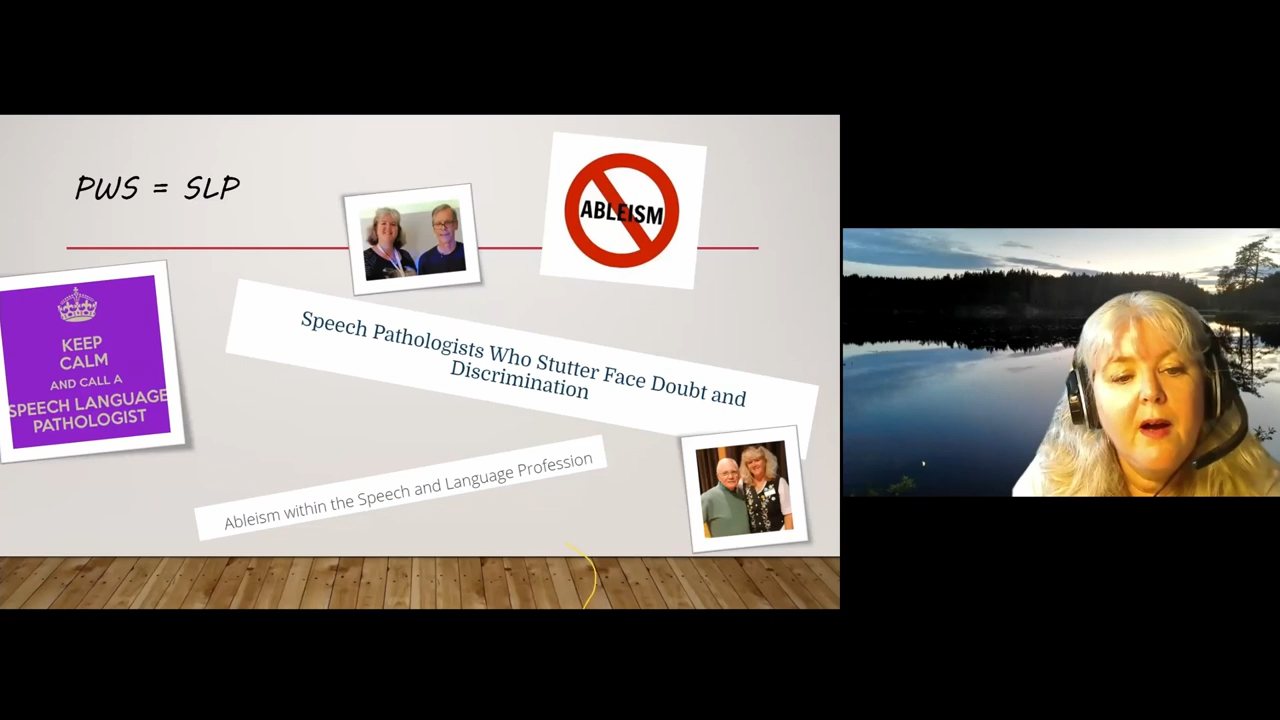 PWS = SLP
ABLEISM
KEEP
CALM
AND CALL A
SPEECH LANGUAGE
PATHOLOGIST
Speech Pathologists Who Stutter Face Doubt and
Discrimination
Ableism within the Speech and Language Profession